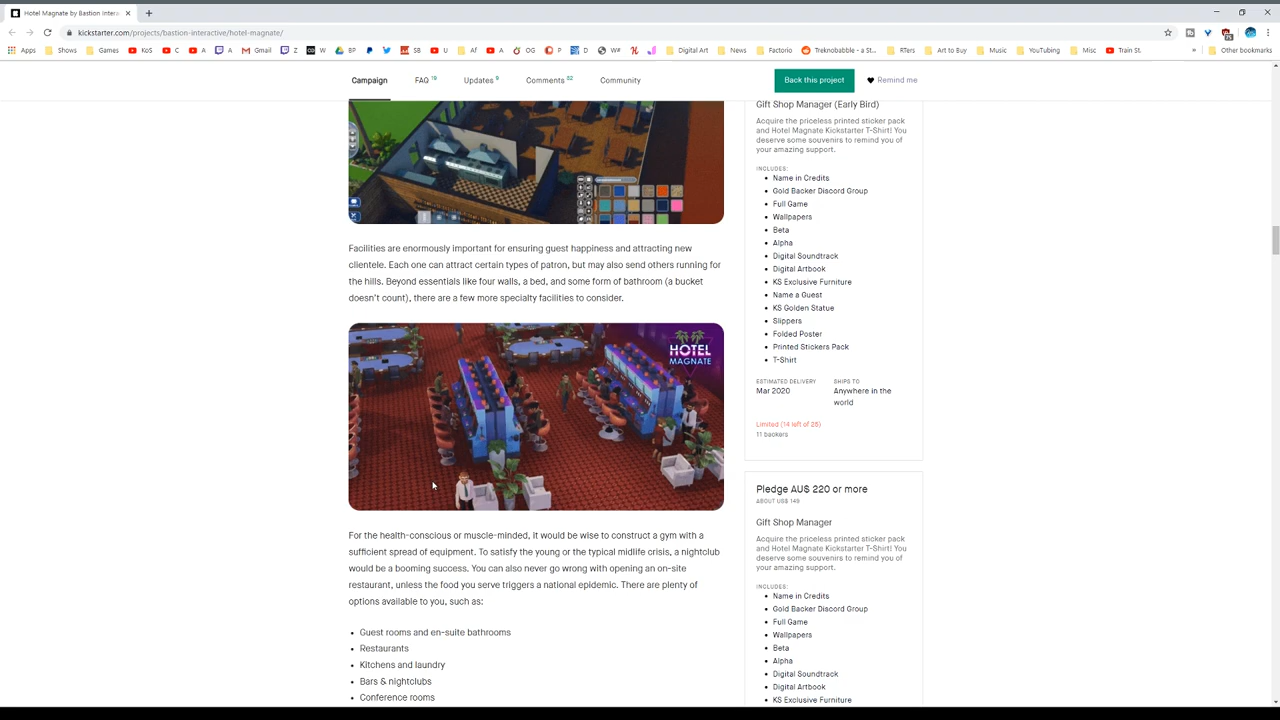 Hotel Magnate by Bastion Intera
kickstarter.com/projects/bastion-interactive/hotel-magnate/
Apps Shows Games KoS C A Z Gmail CO W BP P SB U Af A OG P D WF J Digital Art News Factorio Treknobabble - a St... RTers Art to Buy Music YouTubing Misc Train St. » Other bookmarks
Campaign FAQ 19 Updates 9 Comments 22 Community Back this project Remind me
Facilities are enormously important for ensuring guest happiness and attracting new
clientele. Each one can attract certain types of patron, but may also send others running for
the hills. Beyond essentials like four walls, a bed, and some form of bathroom (a bucket
doesn't count), there are a few more specialty facilities to consider.
HOTEL
MAGNATE
For the health-conscious or muscle-minded, it would be wise to construct a gym with a
sufficient spread of equipment. To satisfy the young or the typical midlife crisis, a nightclub
would be a booming success. You can also never go wrong with opening an on-site
restaurant, unless the food you serve triggers a national epidemic. There are plenty of
options available to you, such as:
• Guest rooms and en-suite bathrooms
• Restaurants
• Kitchens and laundry
• Bars & nightclubs
• Conference rooms
Gift Shop Manager (Early Bird)
Acquire the priceless printed sticker pack
and Hotel Magnate Kickstarter T-Shirt! You
deserve some souvenirs to remind you of
your amazing support.
INCLUDES:
• Name in Credits
• Gold Backer Discord Group
• Full Game
• Wallpapers
• Beta
• Alpha
• Digital Soundtrack
• Digital Artbook
• KS Exclusive Furniture
• Name a Guest
• KS Golden Statue
• Slippers
• Folded Poster
• Printed Stickers Pack
• T-Shirt
ESTIMATED DELIVERY SHIPS TO
Mar 2020 Anywhere in the
world
Limited (14 left of 25)
11 backers
Pledge AU$ 220 or more
ABOUT US$ 149
Gift Shop Manager
Acquire the priceless printed sticker pack
and Hotel Magnate Kickstarter T-Shirt! You
deserve some souvenirs to remind you of
your amazing support.
INCLUDES:
• Name in Credits
• Gold Backer Discord Group
• Full Game
• Wallpapers
• Beta
• Alpha
• Digital Soundtrack
• Digital Artbook
• KS Exclusive Furniture